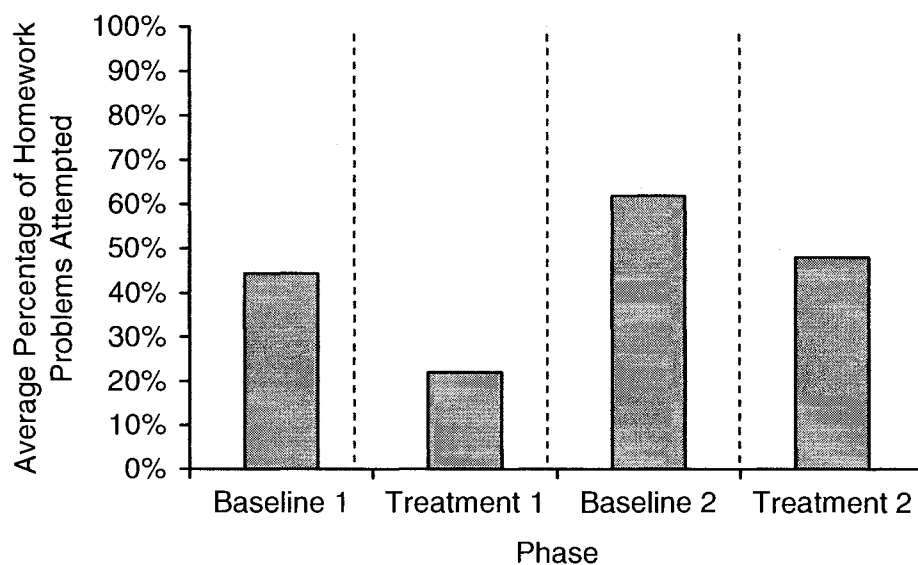 Average Percentage of Homework
Problems Attempted
100%
90%
80%
70%
60%
50%
40%
30%
20%
10%
0%
Baseline 1 Treatment 1 Baseline 2 Treatment 2
Phase